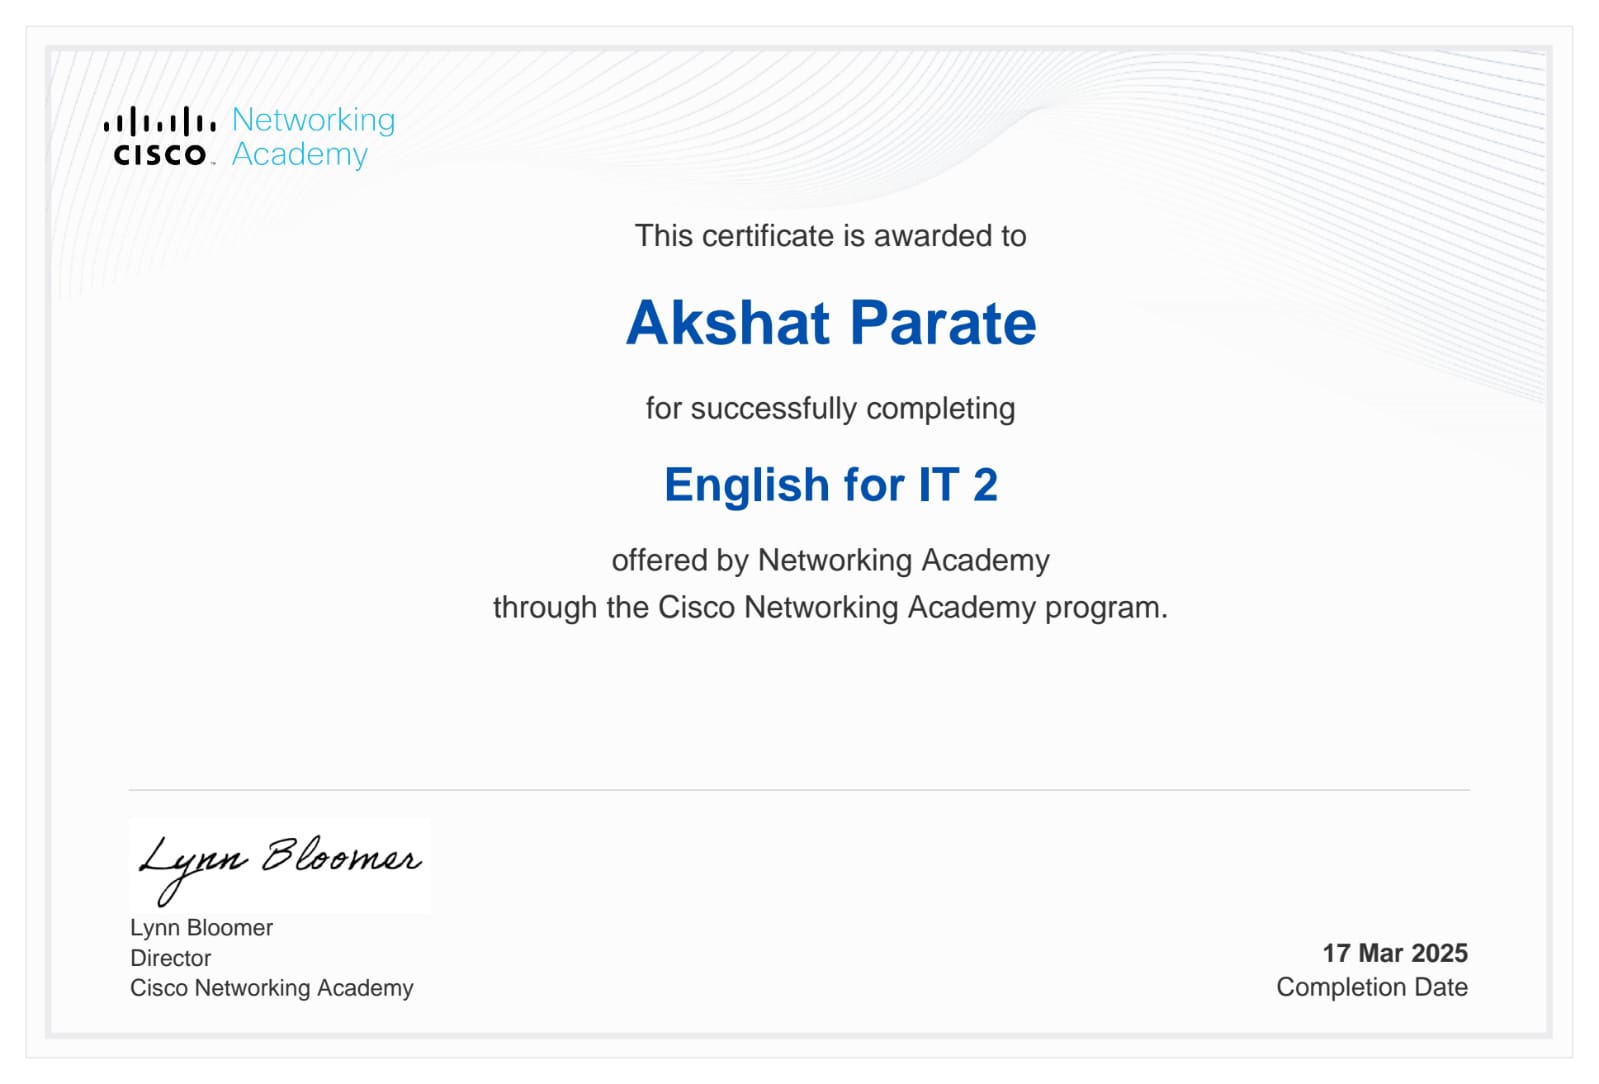 Networking
CISCO™ Academy
This certificate is awarded to
Akshat Parate
for successfully completing
English for IT 2
offered by Networking Academy
through the Cisco Networking Academy program.
Lynn Bloomer
Lynn Bloomer
Director
Cisco Networking Academy
17 Mar 2025
Completion Date